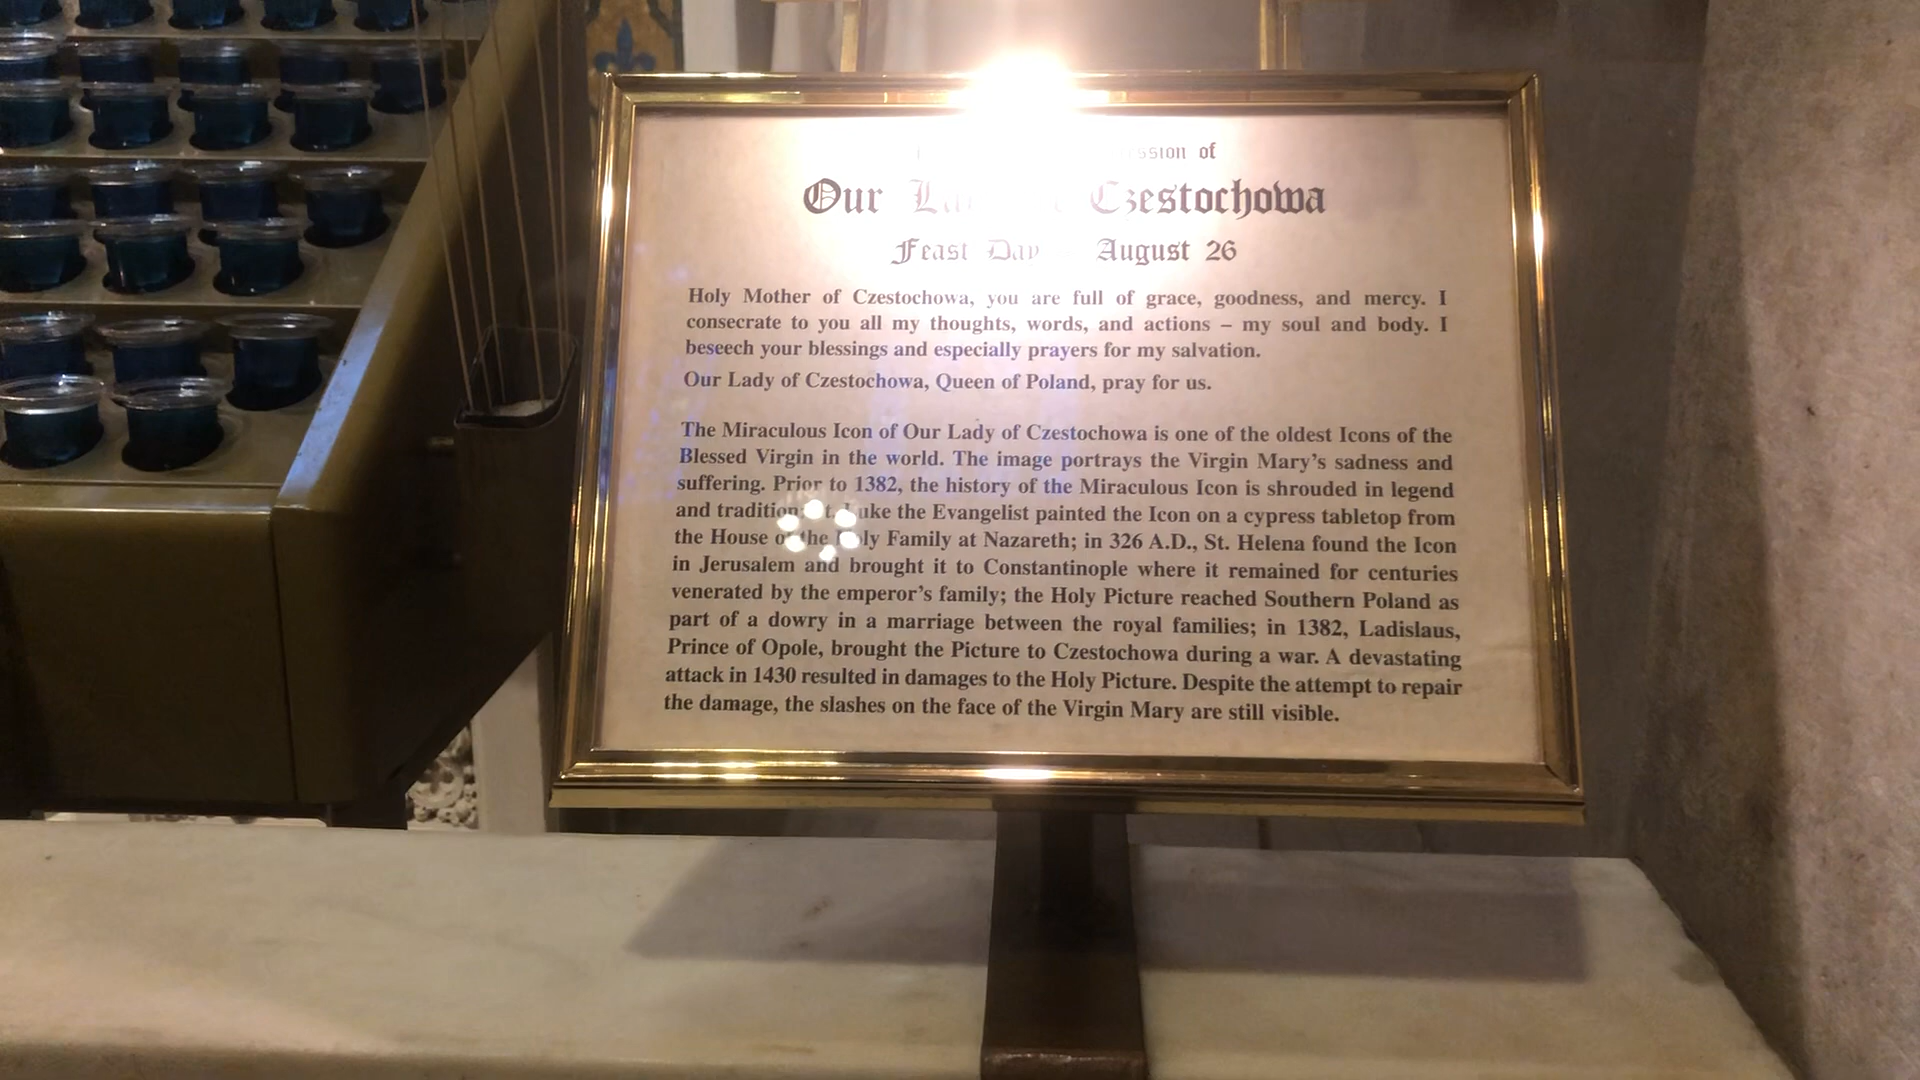 of
Our Czestochowa
Feast Day – August 26
Holy Mother of Czestochowa, you are full of grace, goodness, and mercy. I
consecrate to you all my thoughts, words, and actions – my soul and body. I
beseech your blessings and especially prayers for my salvation.
Our Lady of Czestochowa, Queen of Poland, pray for us.
The Miraculous Icon of Our Lady of Czestochowa is one of the oldest Icons of the
Blessed Virgin in the world. The image portrays the Virgin Mary's sadness and
suffering. Prior to 1382, the history of the Miraculous Icon is shrouded in legend
and tradition: St. Luke the Evangelist painted the Icon on a cypress tabletop from
the House of the Holy Family at Nazareth; in 326 A.D., St. Helena found the Icon
in Jerusalem and brought it to Constantinople where it remained for centuries
venerated by the emperor's family; the Holy Picture reached Southern Poland as
part of a dowry in a marriage between the royal families; in 1382, Ladislaus,
Prince of Opole, brought the Picture to Czestochowa during a war. A devastating
attack in 1430 resulted in damages to the Holy Picture. Despite the attempt to repair
the damage, the slashes on the face of the Virgin Mary are still visible.